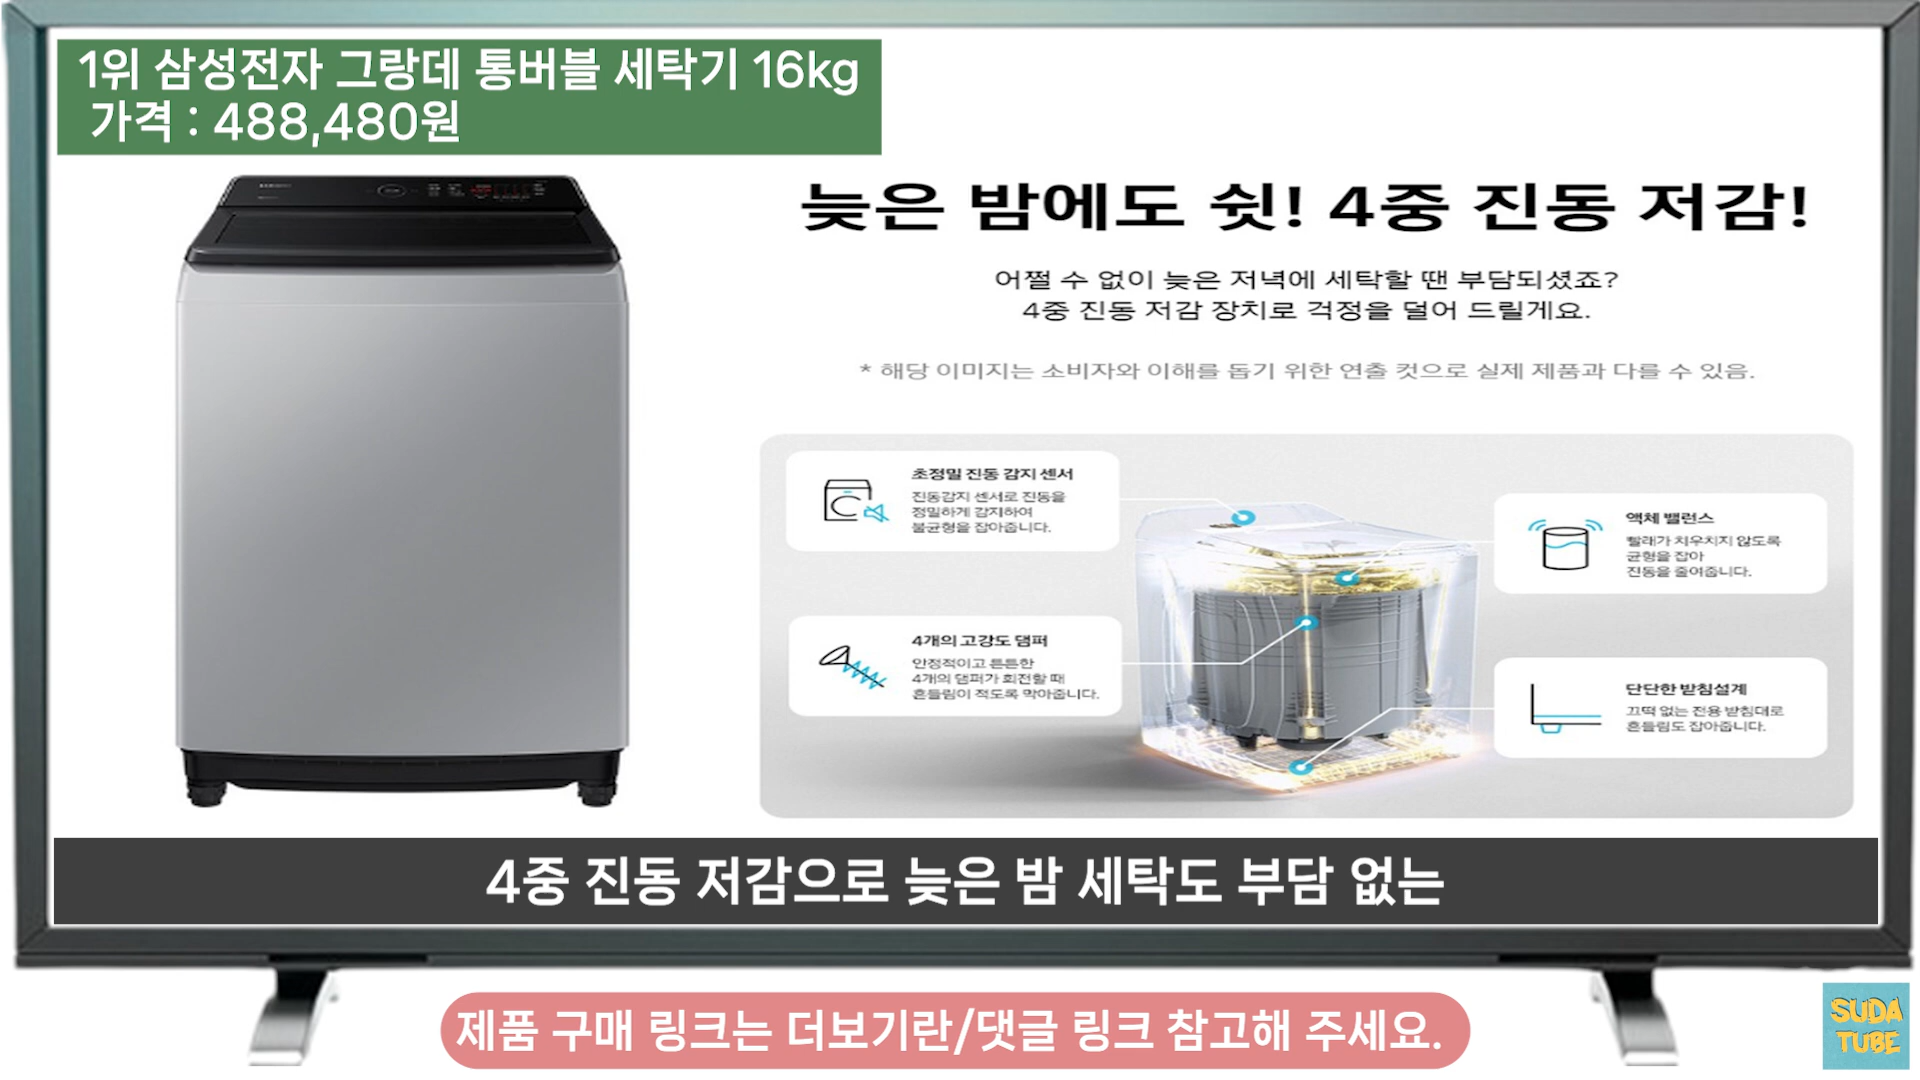 1위 삼성전자 그랑데 통버블 세탁기 16kg
가격 : 488,480원
늦은 밤에도 쉿! 4중 진동 저감!
어쩔 수 없이 늦은 저녁에 세탁할 땐 부담되셨죠?
4중 진동 저감 장치로 걱정을 덜어 드릴게요.
* 해당 이미지는 소비자와 이해를 돕기 위한 연출 컷으로 실제 제품과 다를 수 있음.
초정밀 진동 감지 센서
진동감지 센서로 진동을
정밀하게 감지하여
불균형을 잡아줍니다.
액체 밸런스
빨래가 치우치지 않도록
균형을 잡아
진동을 줄여줍니다.
4개의 고강도 댐퍼
안정적이고 튼튼한
4개의 댐퍼가 회전할 때
흔들림이 적도록 막아줍니다.
단단한 받침설계
끄떡 없는 전용 받침대로
흔들림도 잡아줍니다.
4중 진동 저감으로 늦은 밤 세탁도 부담 없는
제품 구매 링크는 더보기란/댓글 링크 참고해 주세요.
SUDA
TUBE